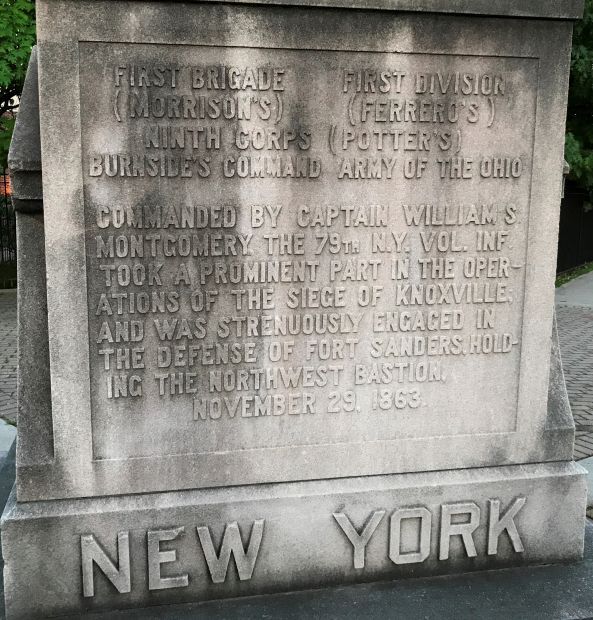 FIRST BRIGADE FIRST DIVISION
(MORRISON'S) (FERRERO'S)
NINTH CORPS (POTTER'S)
BURNSIDE'S COMMAND ARMY OF THE OHIO
COMMANDED BY CAPTAIN WILLIAM S
MONTGOMERY THE 79TH N.Y. VOL. INF.
TOOK A PROMINENT PART IN THE OPER-
ATIONS OF THE SIEGE OF KNOXVILLE,
AND WAS STRENUOUSLY ENGAGED IN
THE DEFENSE OF FORT SANDERS, HOLD-
ING THE NORTHWEST BASTION,
NOVEMBER 29, 1863.
NEW YORK